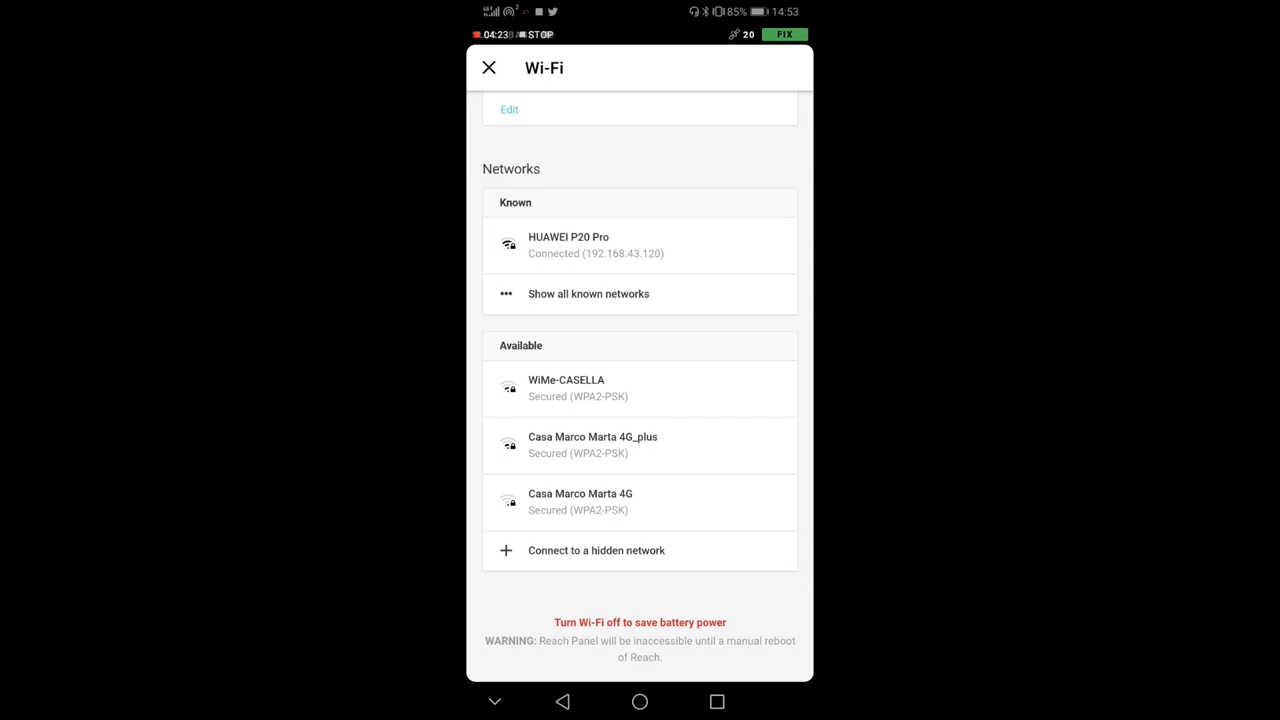 2 85% 14:53
04:23 STOP 20 FIX
Wi-Fi
Edit
Networks
Known
HUAWEI P20 Pro
Connected (192.168.43.120)
Show all known networks
Available
WiMe-CASELLA
Secured (WPA2-PSK)
Casa Marco Marta 4G_plus
Secured (WPA2-PSK)
Casa Marco Marta 4G
Secured (WPA2-PSK)
Connect to a hidden network
Turn Wi-Fi off to save battery power
WARNING: Reach Panel will be inaccessible until a manual reboot
of Reach.